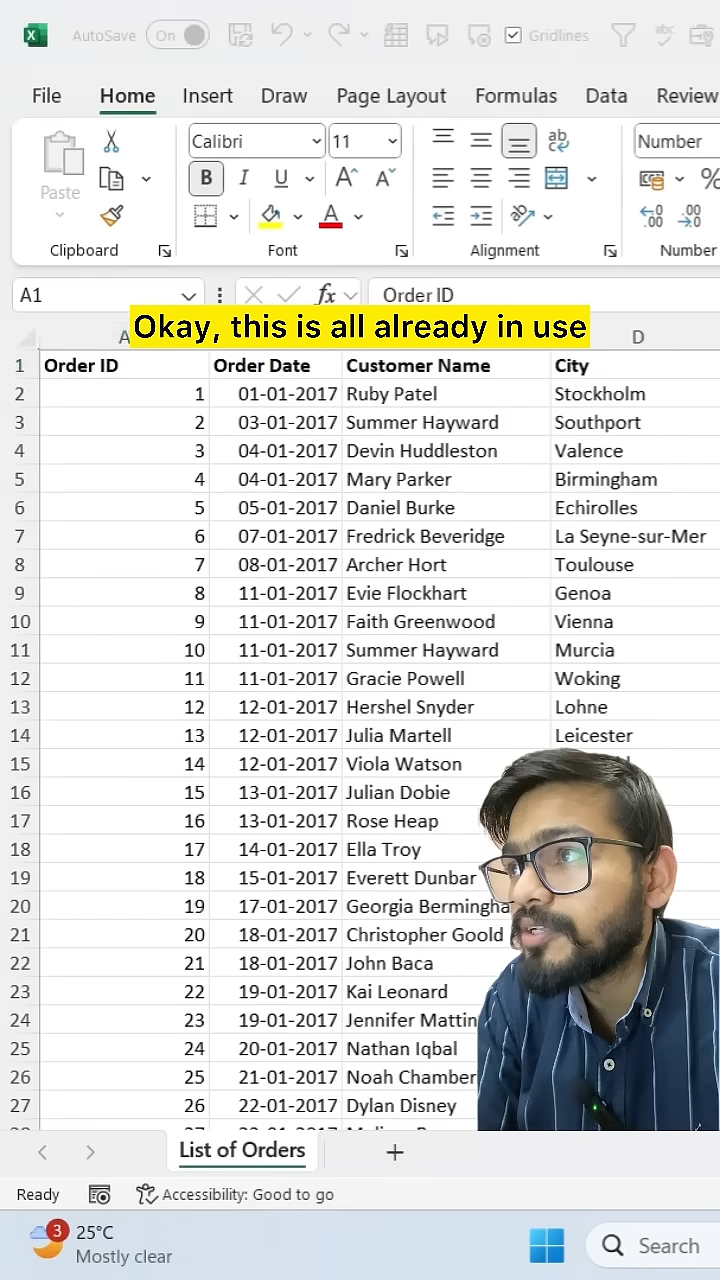 AutoSave On Gridlines
File Home Insert Draw Page Layout Formulas Data Review
Paste Calibri 11 Number
B I U A A ab
Clipboard Font Alignment Number
A1 fx Order ID
Okay, this is all already in use
A D
1 Order ID Order Date Customer Name City
2 1 01-01-2017 Ruby Patel Stockholm
3 2 03-01-2017 Summer Hayward Southport
4 3 04-01-2017 Devin Huddleston Valence
5 4 04-01-2017 Mary Parker Birmingham
6 5 05-01-2017 Daniel Burke Echirolles
7 6 07-01-2017 Fredrick Beveridge La Seyne-sur-Mer
8 7 08-01-2017 Archer Hort Toulouse
9 8 11-01-2017 Evie Flockhart Genoa
10 9 11-01-2017 Faith Greenwood Vienna
11 10 11-01-2017 Summer Hayward Murcia
12 11 11-01-2017 Gracie Powell Woking
13 12 12-01-2017 Hershel Snyder Lohne
14 13 12-01-2017 Julia Martell Leicester
15 14 12-01-2017 Viola Watson
16 15 13-01-2017 Julian Dobie
17 16 13-01-2017 Rose Heap
18 17 14-01-2017 Ella Troy
19 18 15-01-2017 Everett Dunbar
20 19 17-01-2017 Georgia Bermingha
21 20 18-01-2017 Christopher Goold
22 21 18-01-2017 John Baca
23 22 19-01-2017 Kai Leonard
24 23 19-01-2017 Jennifer Mattin
25 24 20-01-2017 Nathan Iqbal
26 25 21-01-2017 Noah Chamber
27 26 22-01-2017 Dylan Disney
List of Orders
Ready Accessibility: Good to go
3 25°C
Mostly clear
Search